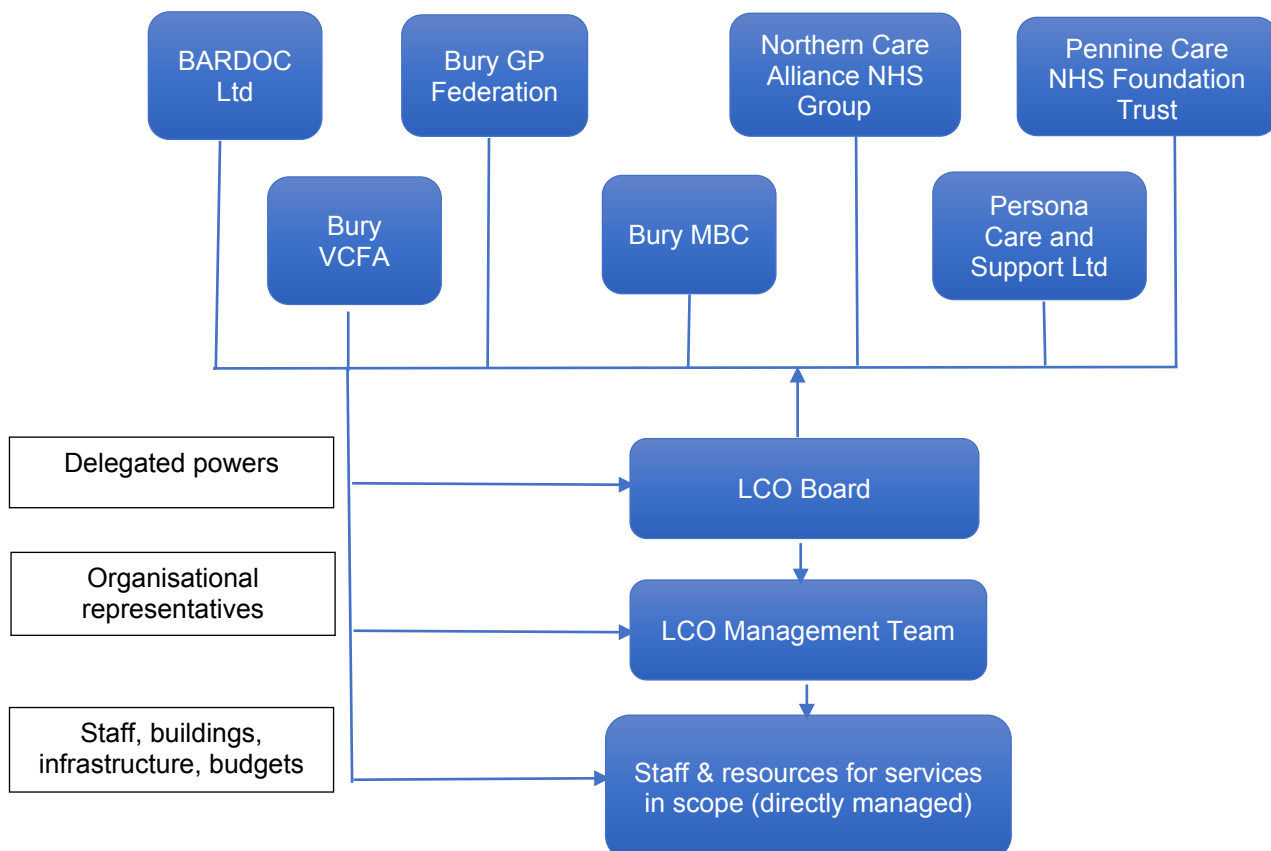 BARDOC
Ltd
Bury GP
Federation
Northern Care
Alliance NHS
Group
Pennine Care
NHS Foundation
Trust
Bury
VCFA
Bury MBC
Persona
Care and
Support Ltd
Delegated powers
LCO Board
Organisational
representatives
LCO Management Team
Staff, buildings,
infrastructure, budgets
Staff & resources for services
in scope (directly managed)